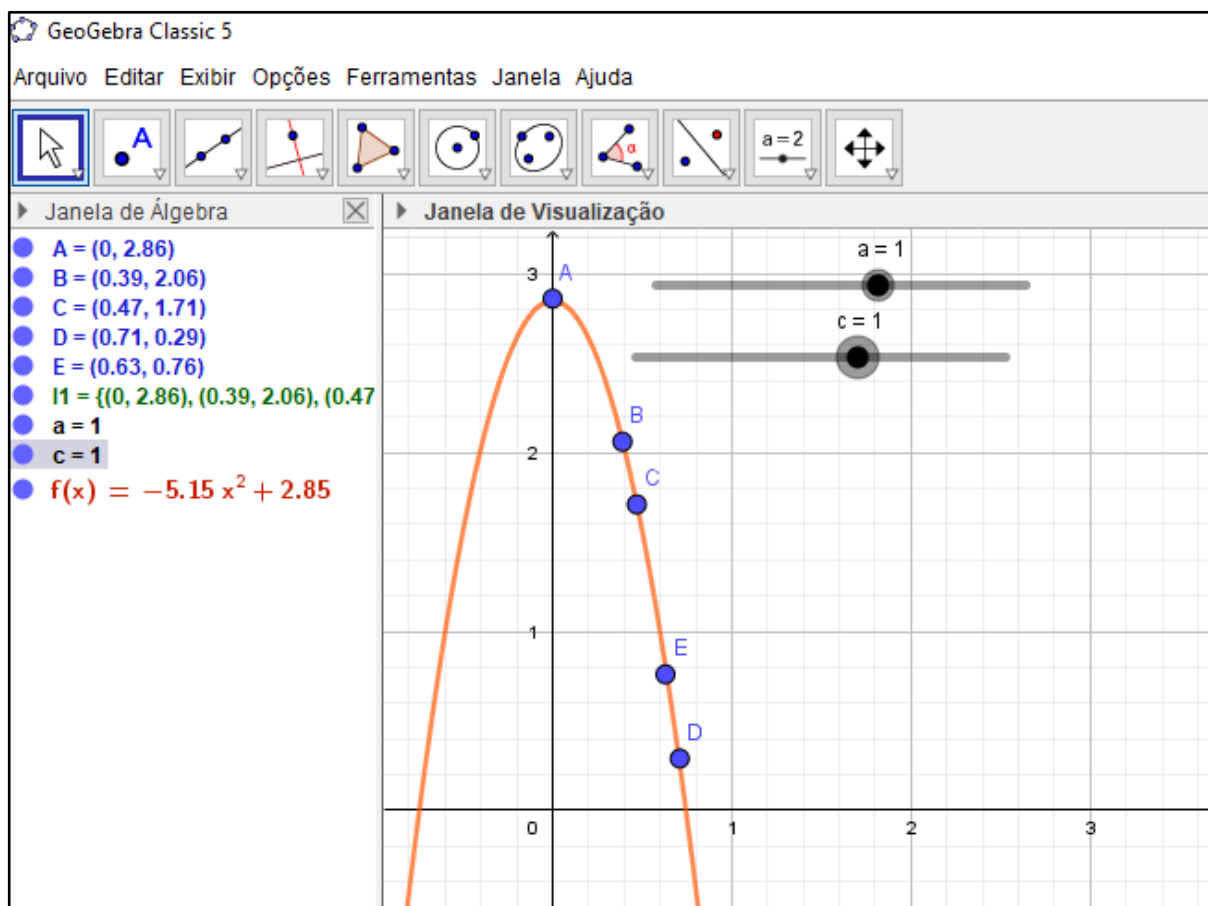 GeoGebra Classic 5
Arquivo Editar Exibir Opções Ferramentas Janela Ajuda
A
α
a = 2
Janela de Álgebra
A = (0, 2.86)
B = (0.39, 2.06)
C = (0.47, 1.71)
D = (0.71, 0.29)
E = (0.63, 0.76)
l1 = {(0, 2.86), (0.39, 2.06), (0.47
a = 1
c = 1
f(x) = −5.15 x² + 2.85
Janela de Visualização
a = 1
c = 1
3
A
B
2
C
1
E
D
0 1 2 3